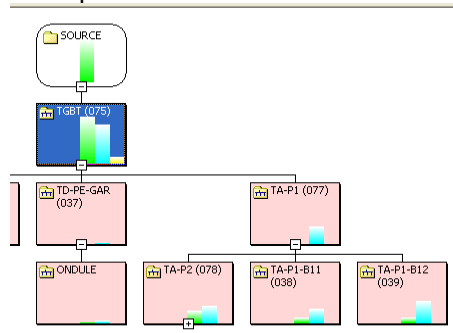 SOURCE
TGBT (075)
TD-PE-GAR
(037)
TA-P1 (077)
ONDULE
TA-P2 (078)
TA-P1-B11
(038)
TA-P1-B12
(039)